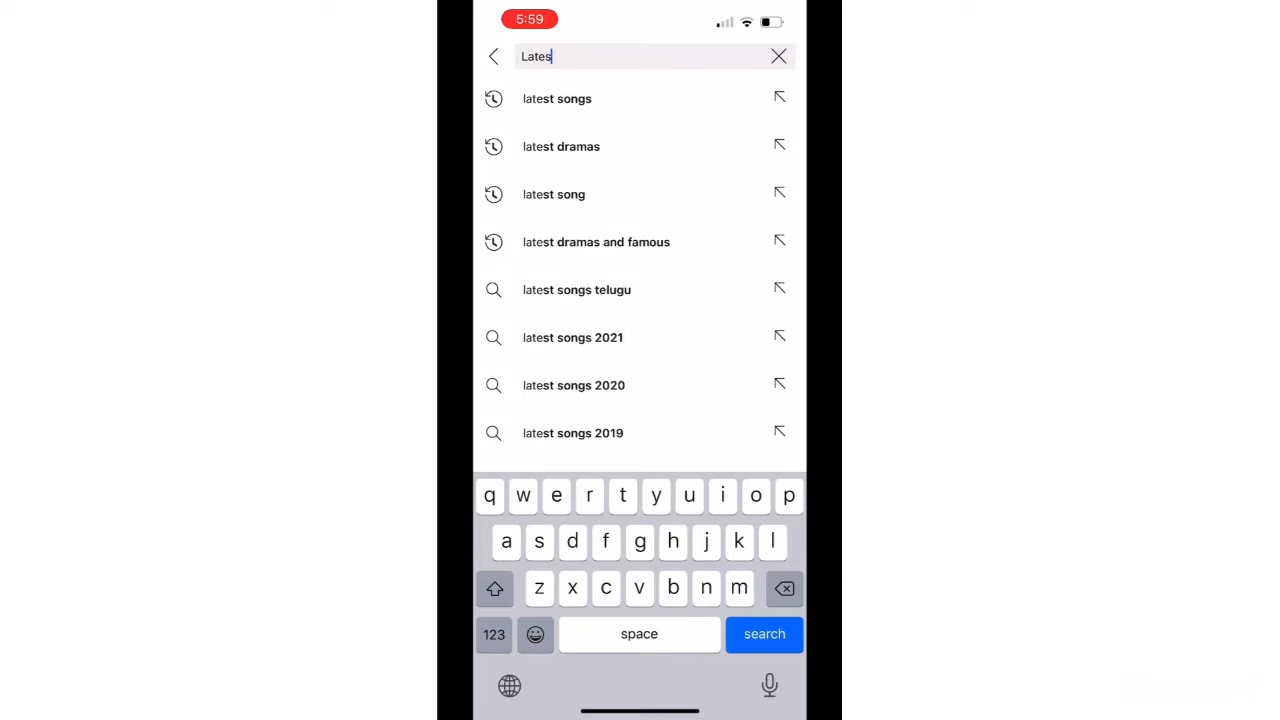 5:59
Lates
latest songs
latest dramas
latest song
latest dramas and famous
latest songs telugu
latest songs 2021
latest songs 2020
latest songs 2019
q w e r t y u i o p
a s d f g h j k l
z x c v b n m
123 space search